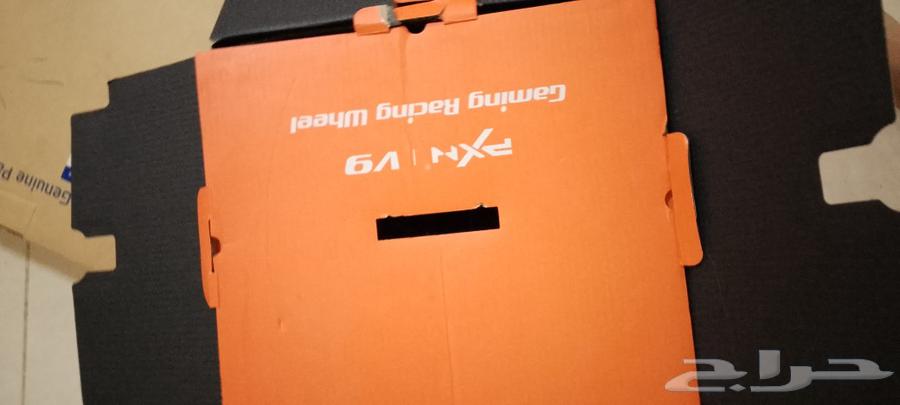 PXN V9
Gaming Racing Wheel
Genuine P
حراج